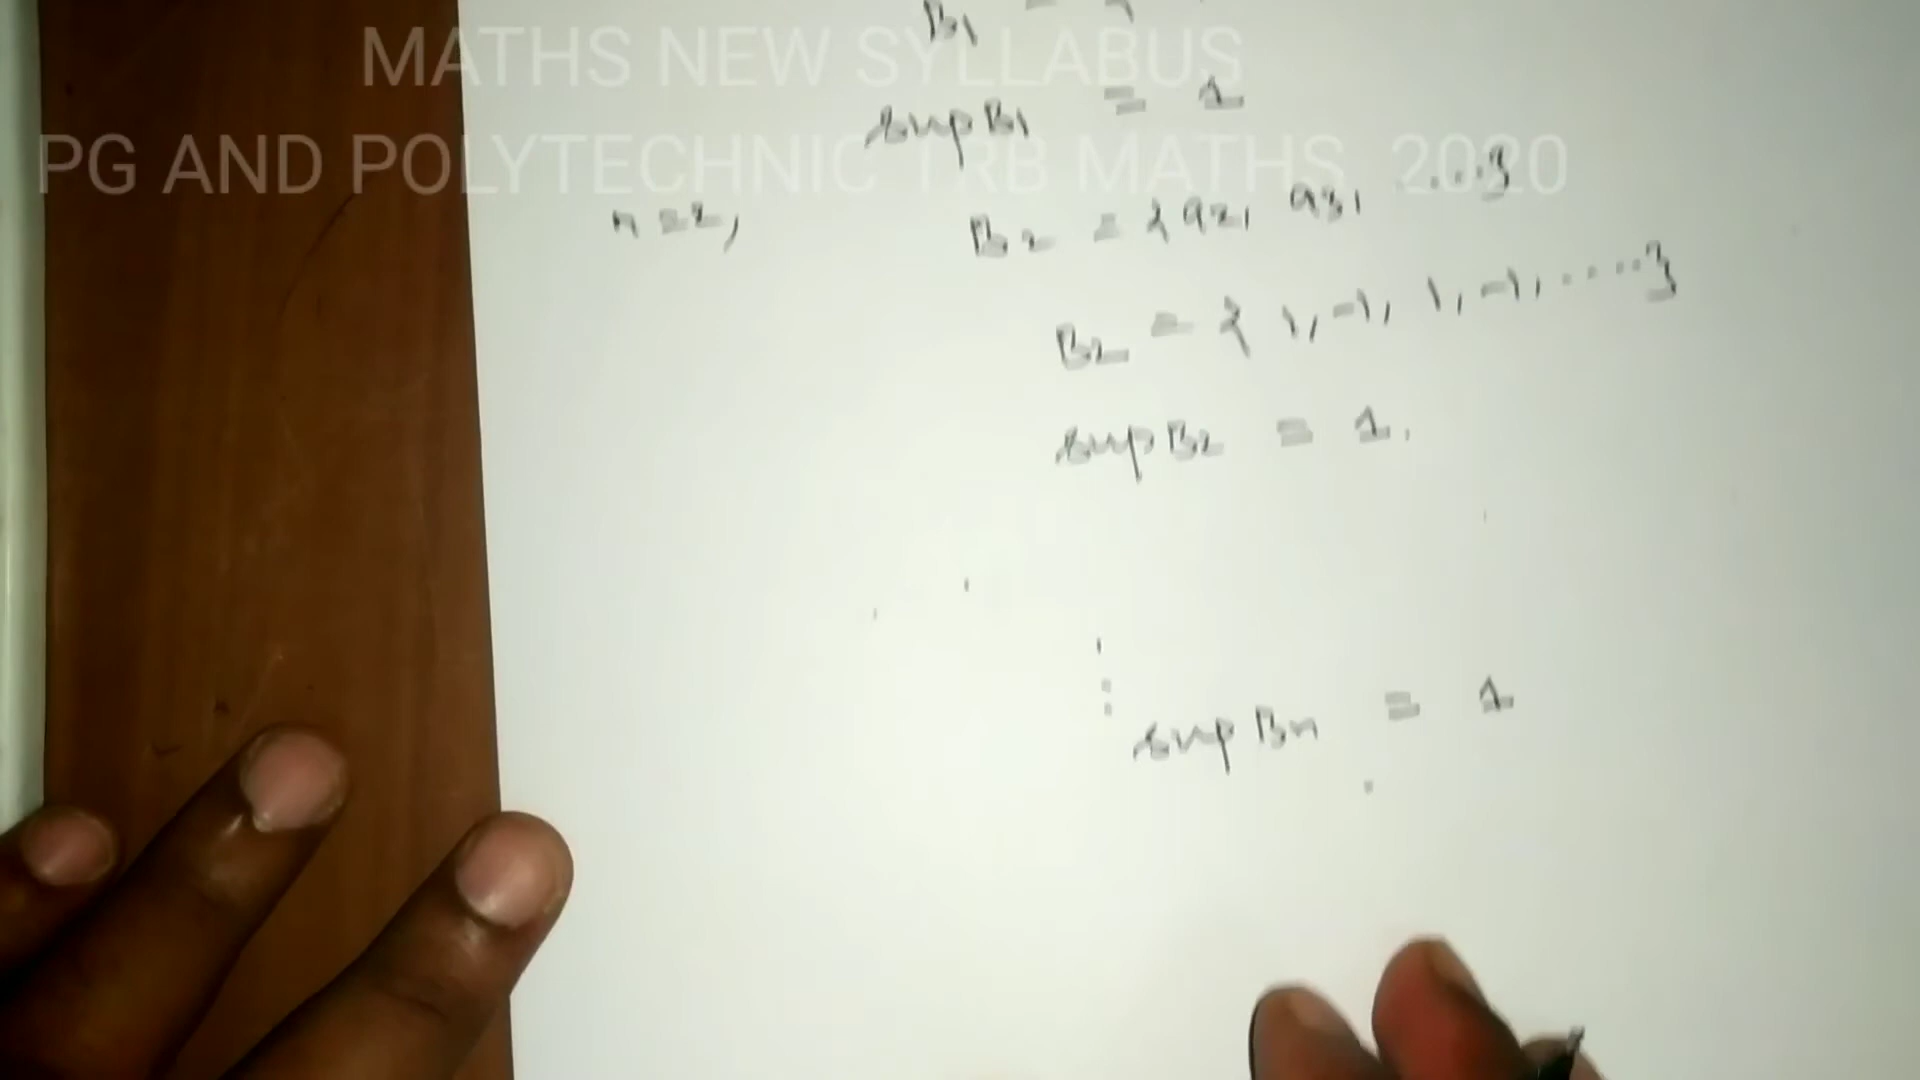 MATHS NEW SYLLABUS
PG AND POLYTECHNIC TRB MATHS 2020
B1 =
sup B1 = 1
n = 2, B2 = { a2, a3, ....}
B2 = { 1, -1, 1, -1, ....}
sup B2 = 1.
sup Bn = 1